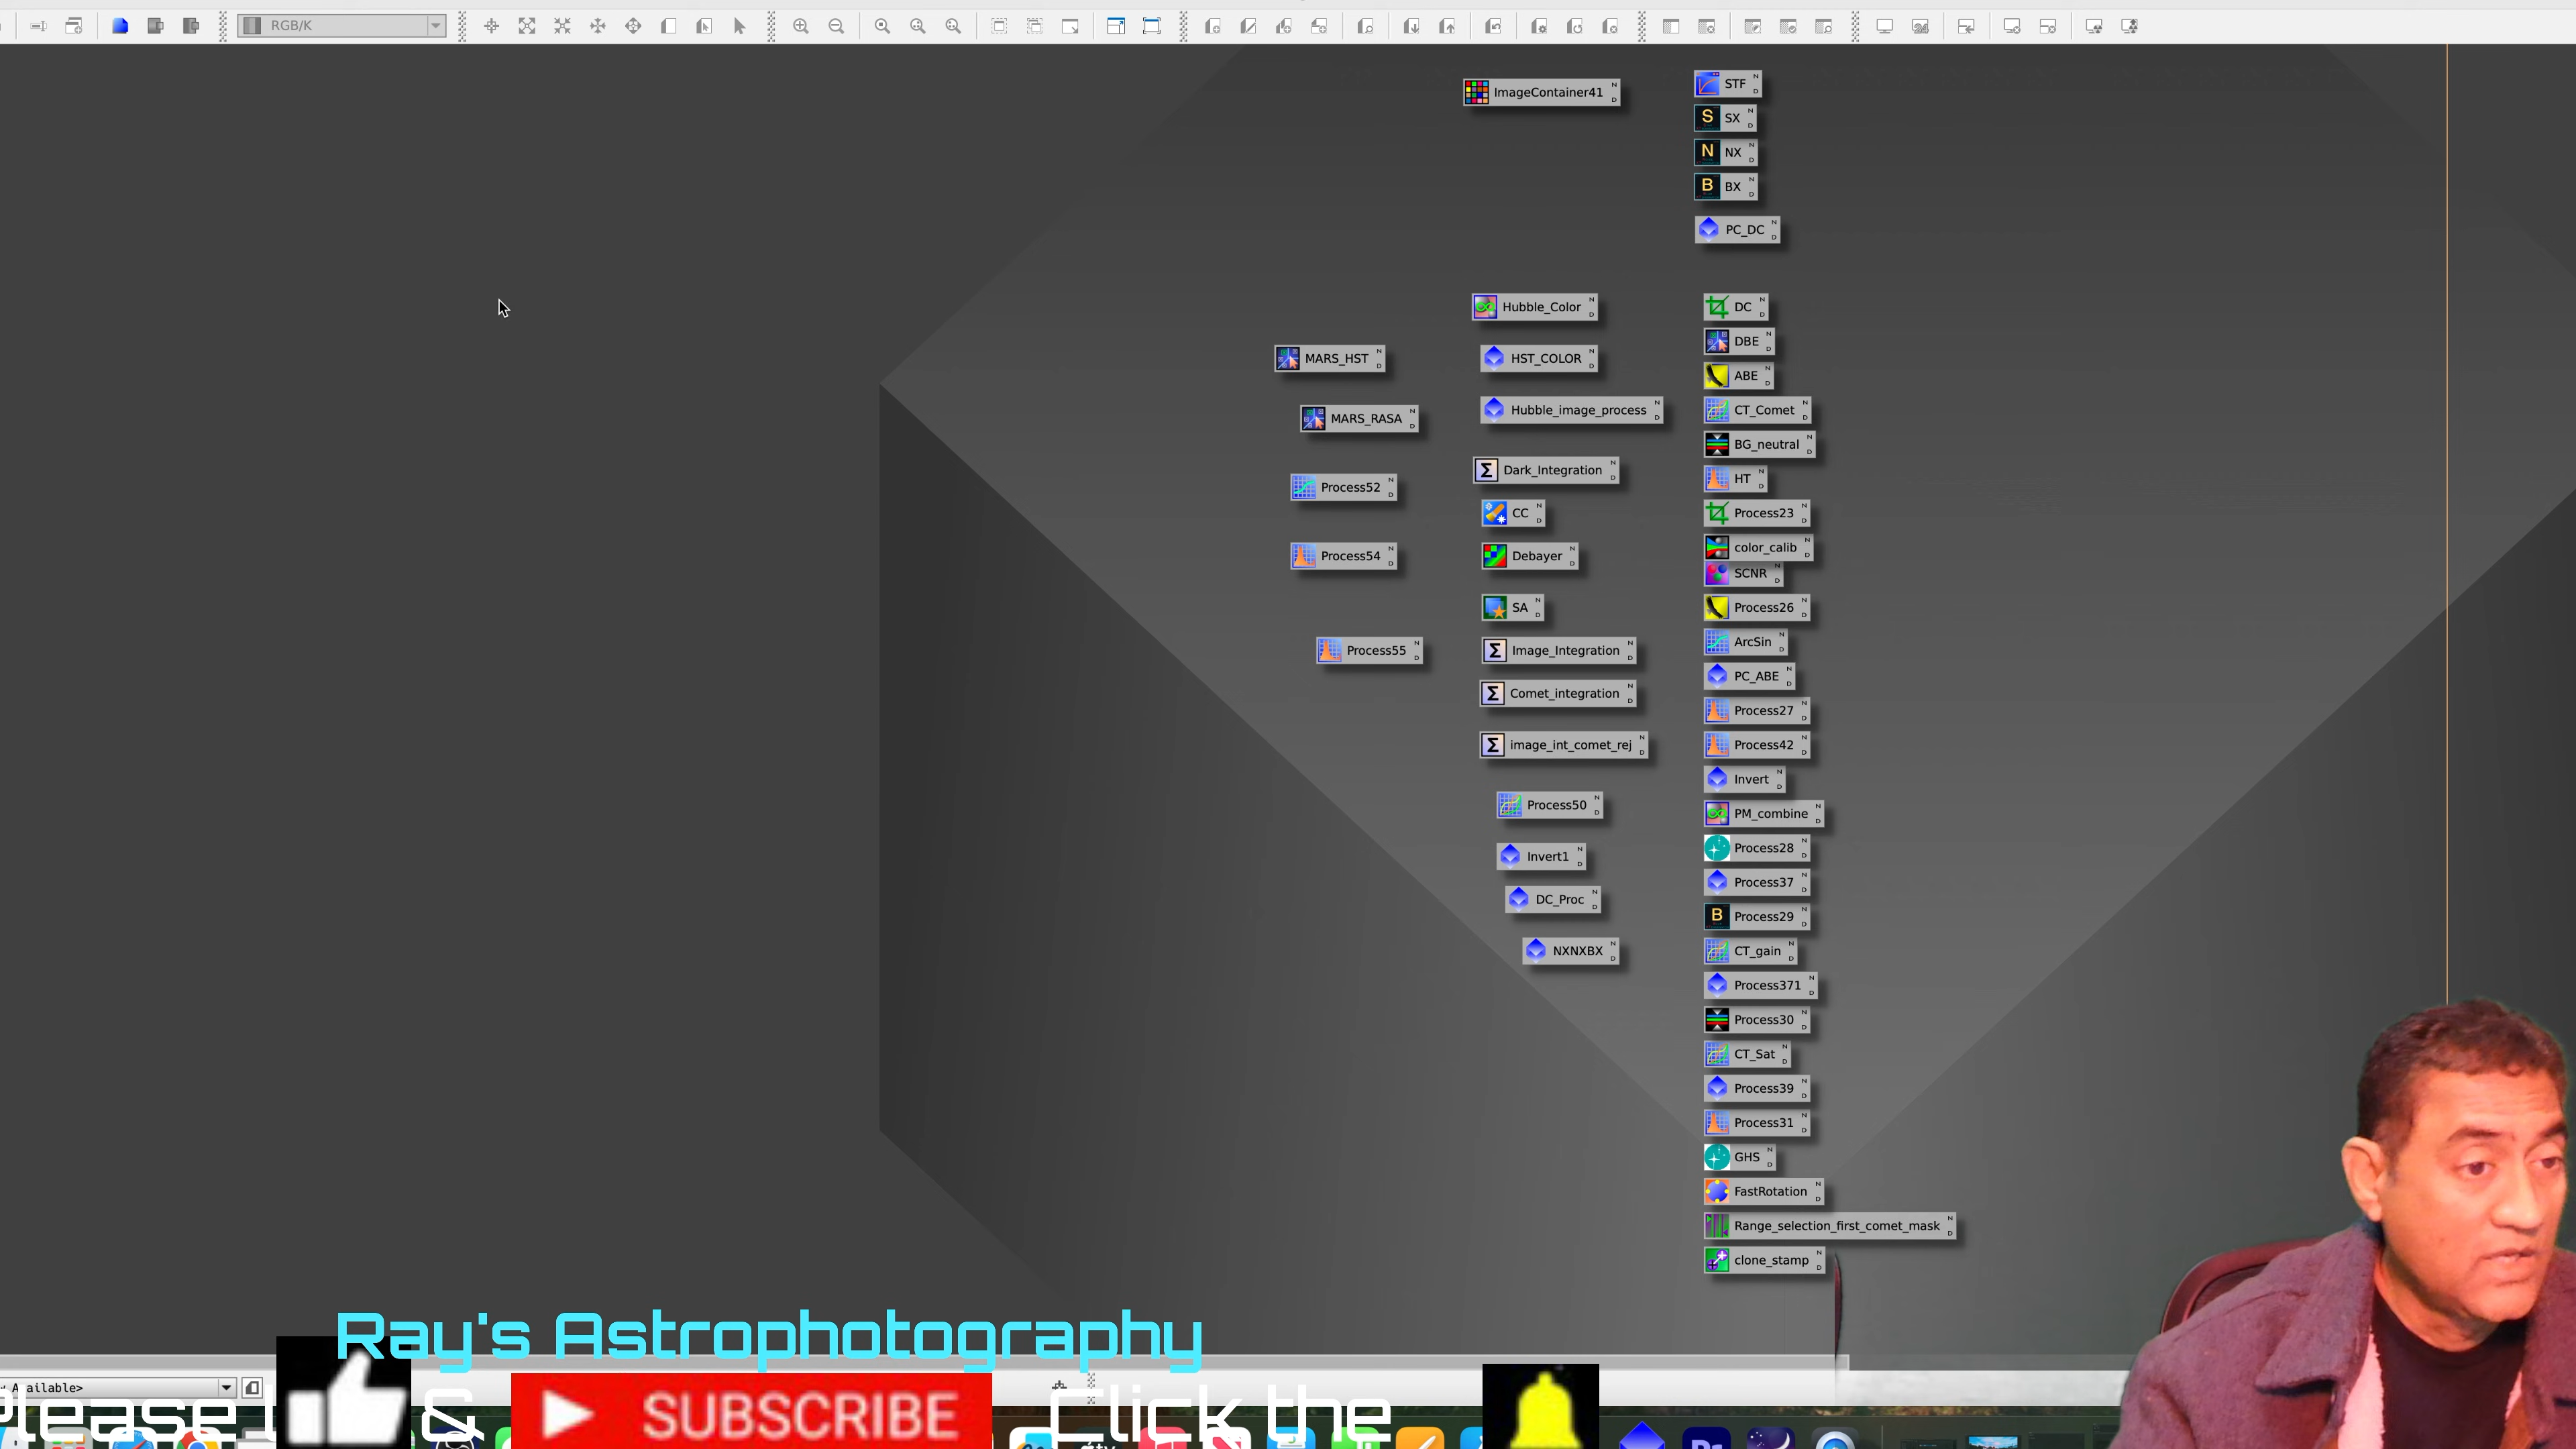 RGB/K
ImageContainer41
STF
SX
NX
BX
PC_DC
Hubble_Color
DC
DBE
MARS_HST
HST_COLOR
ABE
MARS_RASA
Hubble_image_process
CT_Comet
BG_neutral
Dark_Integration
HT
Process52
CC
Process23
Process54
Debayer
color_calib
SCNR
SA
Process26
ArcSin
Process55
Image_Integration
PC_ABE
Comet_integration
Process27
image_int_comet_rej
Process42
Invert
Process50
PM_combine
Invert1
Process28
DC_Proc
Process37
Process29
NXNXBX
CT_gain
Process371
Process30
CT_Sat
Process39
Process31
GHS
FastRotation
Range_selection_first_comet_mask
clone_stamp
Ray's Astrophotography
Available>
Please & SUBSCRIBE Click the